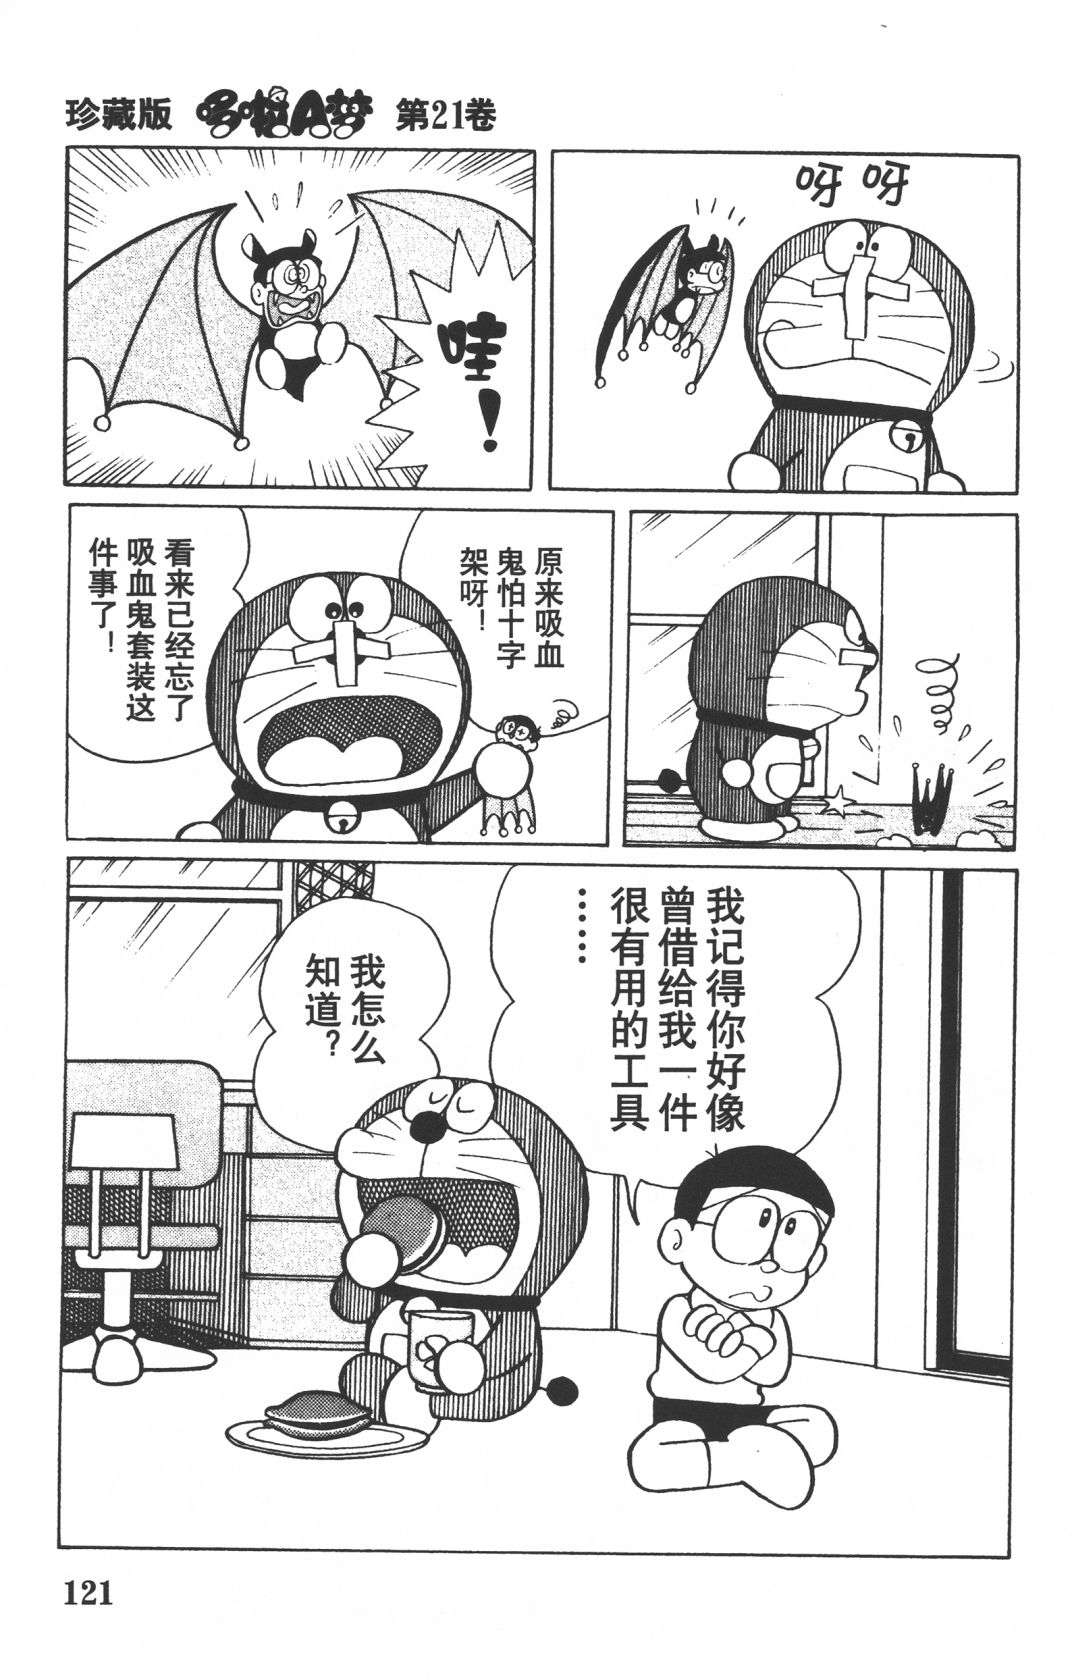 珍藏版 哆啦A梦 第21卷
呀呀
哇！
原来吸血
鬼怕十字
架呀！
看来已经忘了
吸血鬼套装这
件事了！
我记得你好像
曾借给我一件
很有用的工具
……
我怎么
知道？
121